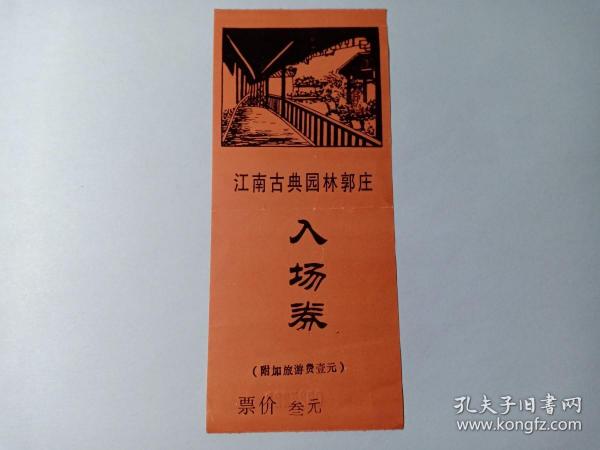 江南古典园林郭庄
入
场
券
(附加旅游费壹元)
票价 叁元
孔夫子旧书网
www.kongfz.com